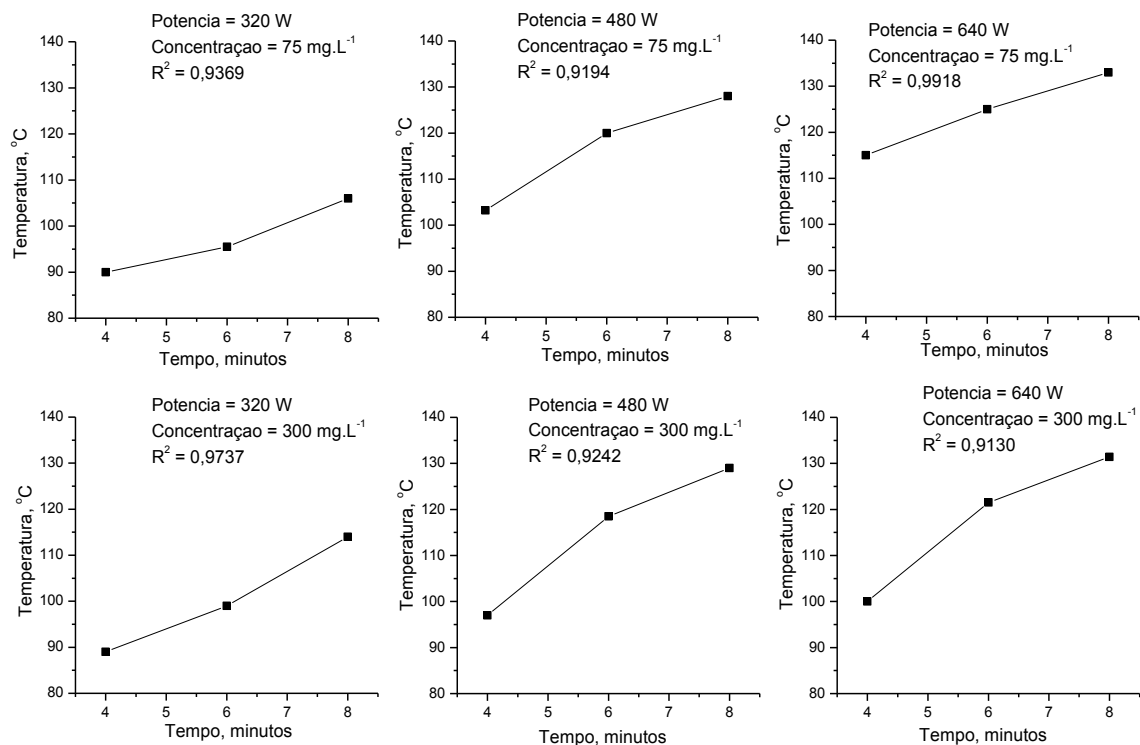 Potencia = 320 W
Concentraçao = 75 mg.L⁻¹
R² = 0,9369
140
130
120
110
100
90
80
4 5 6 7 8
Temperatura, °C
Tempo, minutos
Potencia = 480 W
Concentraçao = 75 mg.L⁻¹
R² = 0,9194
140
130
120
110
100
90
80
4 5 6 7 8
Temperatura, °C
Tempo, minutos
Potencia = 640 W
Concentraçao = 75 mg.L⁻¹
R² = 0,9918
140
130
120
110
100
90
80
4 5 6 7 8
Temperatura, °C
Tempo, minutos
Potencia = 320 W
Concentraçao = 300 mg.L⁻¹
R² = 0,9737
140
130
120
110
100
90
80
4 5 6 7 8
Temperatura, °C
Tempo, minutos
Potencia = 480 W
Concentraçao = 300 mg.L⁻¹
R² = 0,9242
140
130
120
110
100
90
80
4 5 6 7 8
Temperatura, °C
Tempo, minutos
Potencia = 640 W
Concentraçao = 300 mg.L⁻¹
R² = 0,9130
140
130
120
110
100
90
80
4 5 6 7 8
Temperatura, °C
Tempo, minutos